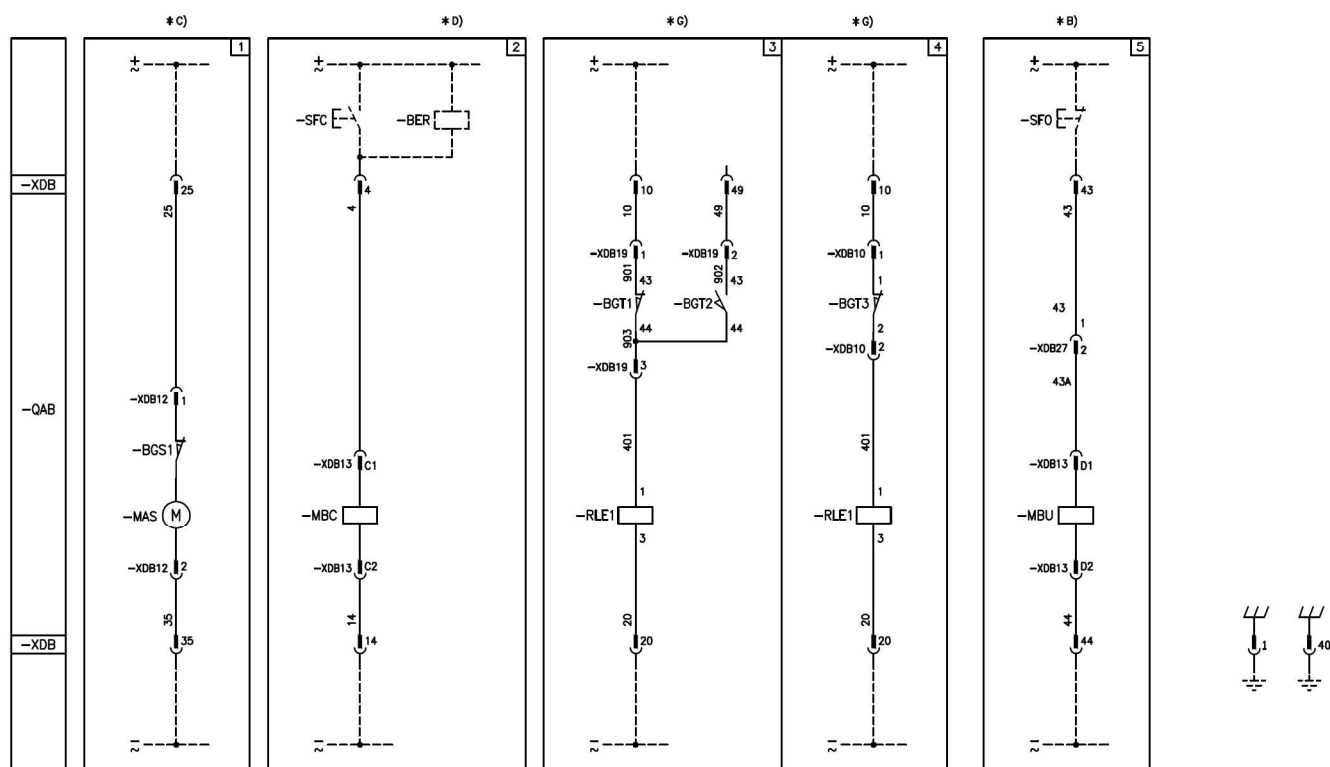 *C) *D) *G) *G) *B)
1 2 3 4 5
+ ~ + ~ + ~ + ~ + ~
-SFC -BER -SFO
-XDB 25 4 10 49 10 43
25 4 10 49 10 43
-XDB19 1 -XDB19 2 -XDB10 1
901 43 902 43 1
-BGT1 -BGT2 -BGT3 43
903 44 44 2 1
-XDB10 2 -XDB27 2
-XDB19 3
43A
-QAB -XDB12 1
401 401
-BGS1 -XDB13 C1 -XDB13 D1
1 1
-MAS M -MBC -RLE1 -RLE1 -MBU
3 3
-XDB12 2 -XDB13 C2 -XDB13 D2
35 14 20 20 44
-XDB 35 14 20 20 44 1 40
- ~ - ~ - ~ - ~ - ~